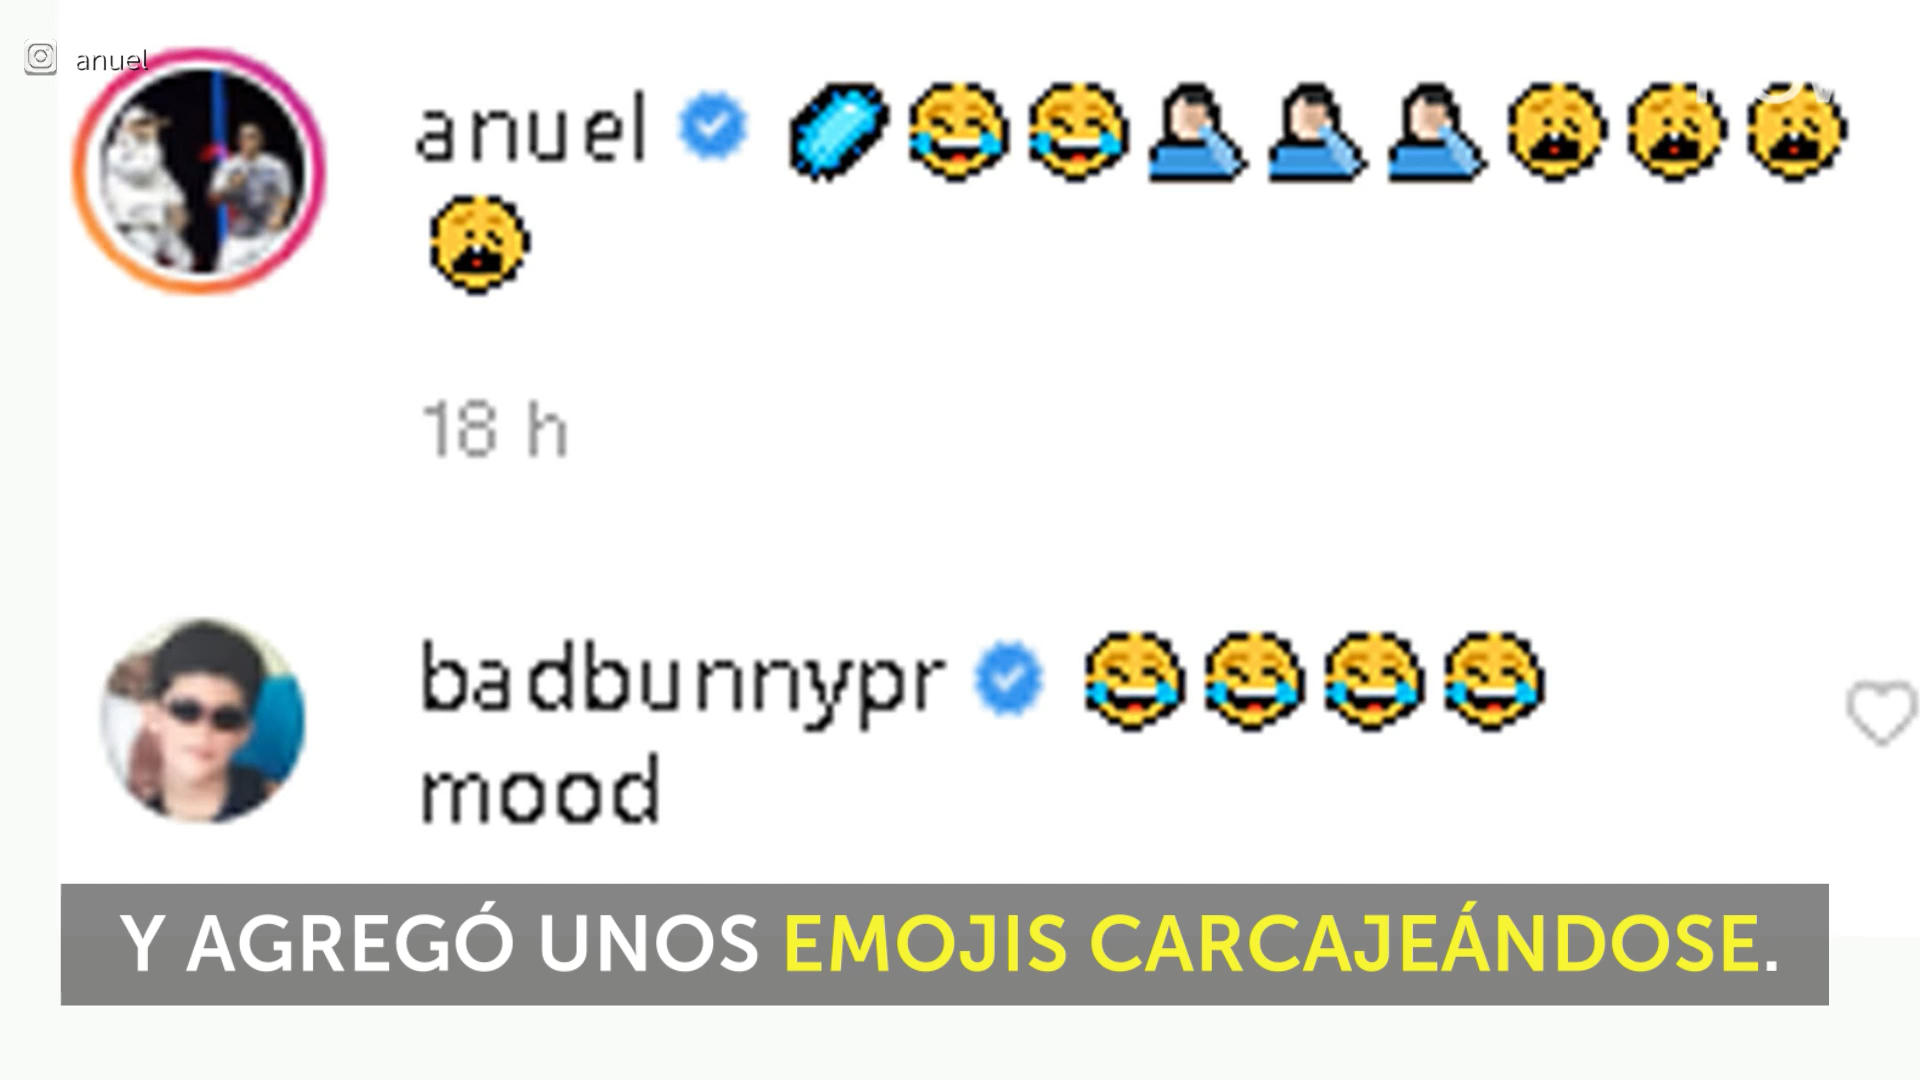 anuel
anuel
18 h
badbunnypr
mood
Y AGREGÓ UNOS EMOJIS CARCAJEÁNDOSE.